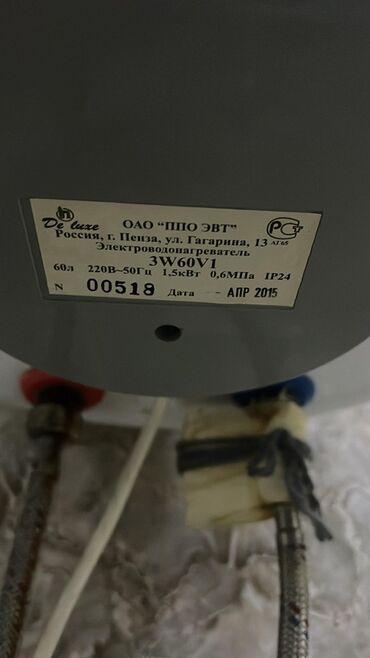 De luxe
ОАО "ППО ЭВТ"
Россия, г. Пенза, ул. Гагарина, 13
АГ65
Электроводонагреватель
3W60V1
60л 220В~50Гц 1,5кВт 0,6МПа IP24
N 00518 Дата - АПР 2015